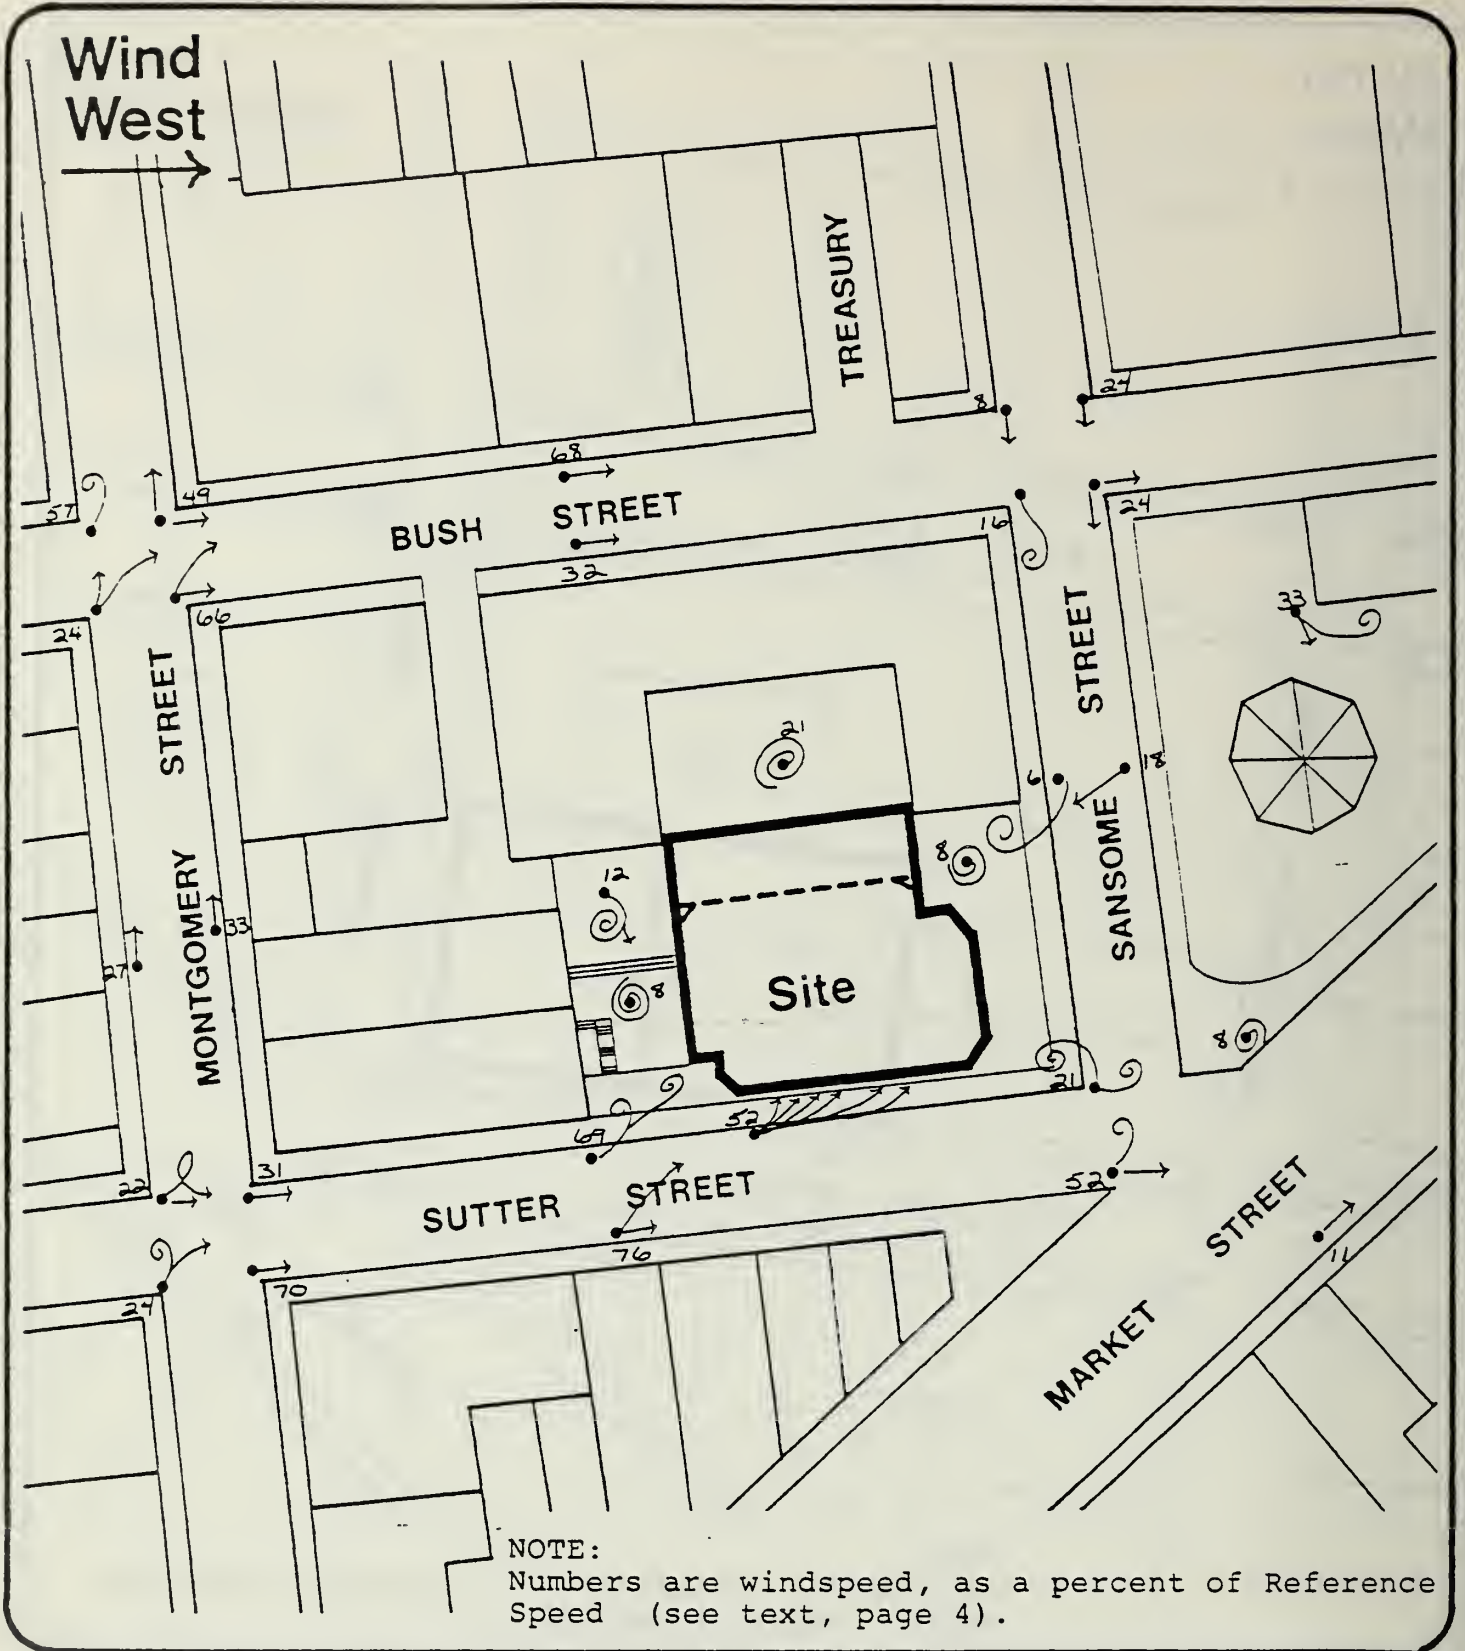 Wind
West
TREASURY
8
24
68
49
57
BUSH STREET
16
24
32
66
24
33
STREET
STREET
21
6
18
MONTGOMERY
SANSOME
8
12
33
27
Site
8
8
21
52
69
31
22
SUTTER STREET
52
76
70
24
STREET
11
MARKET
NOTE:
Numbers are windspeed, as a percent of Reference
Speed (see text, page 4).